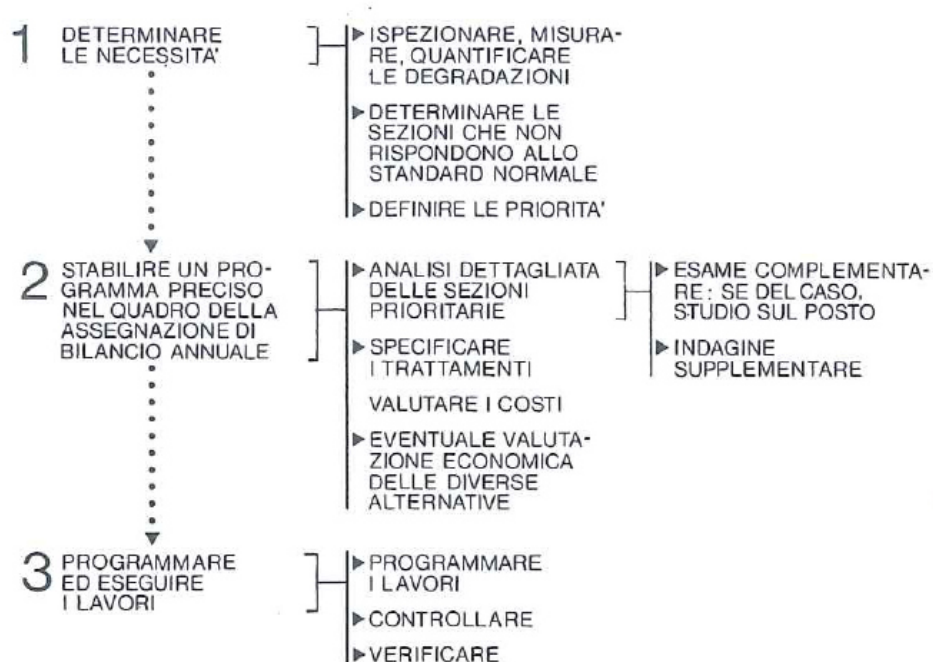 1 DETERMINARE
LE NECESSITA'
▶ISPEZIONARE, MISURA-
RE, QUANTIFICARE
LE DEGRADAZIONI
▶DETERMINARE LE
SEZIONI CHE NON
RISPONDONO ALLO
STANDARD NORMALE
▶DEFINIRE LE PRIORITA'
2 STABILIRE UN PRO-
GRAMMA PRECISO
NEL QUADRO DELLA
ASSEGNAZIONE DI
BILANCIO ANNUALE
▶ANALISI DETTAGLIATA
DELLE SEZIONI
PRIORITARIE
▶SPECIFICARE
I TRATTAMENTI
VALUTARE I COSTI
▶EVENTUALE VALUTA-
ZIONE ECONOMICA
DELLE DIVERSE
ALTERNATIVE
▶ESAME COMPLEMENTA-
RE: SE DEL CASO,
STUDIO SUL POSTO
▶INDAGINE
SUPPLEMENTARE
3 PROGRAMMARE
ED ESEGUIRE
I LAVORI
▶PROGRAMMARE
I LAVORI
▶CONTROLLARE
▶VERIFICARE